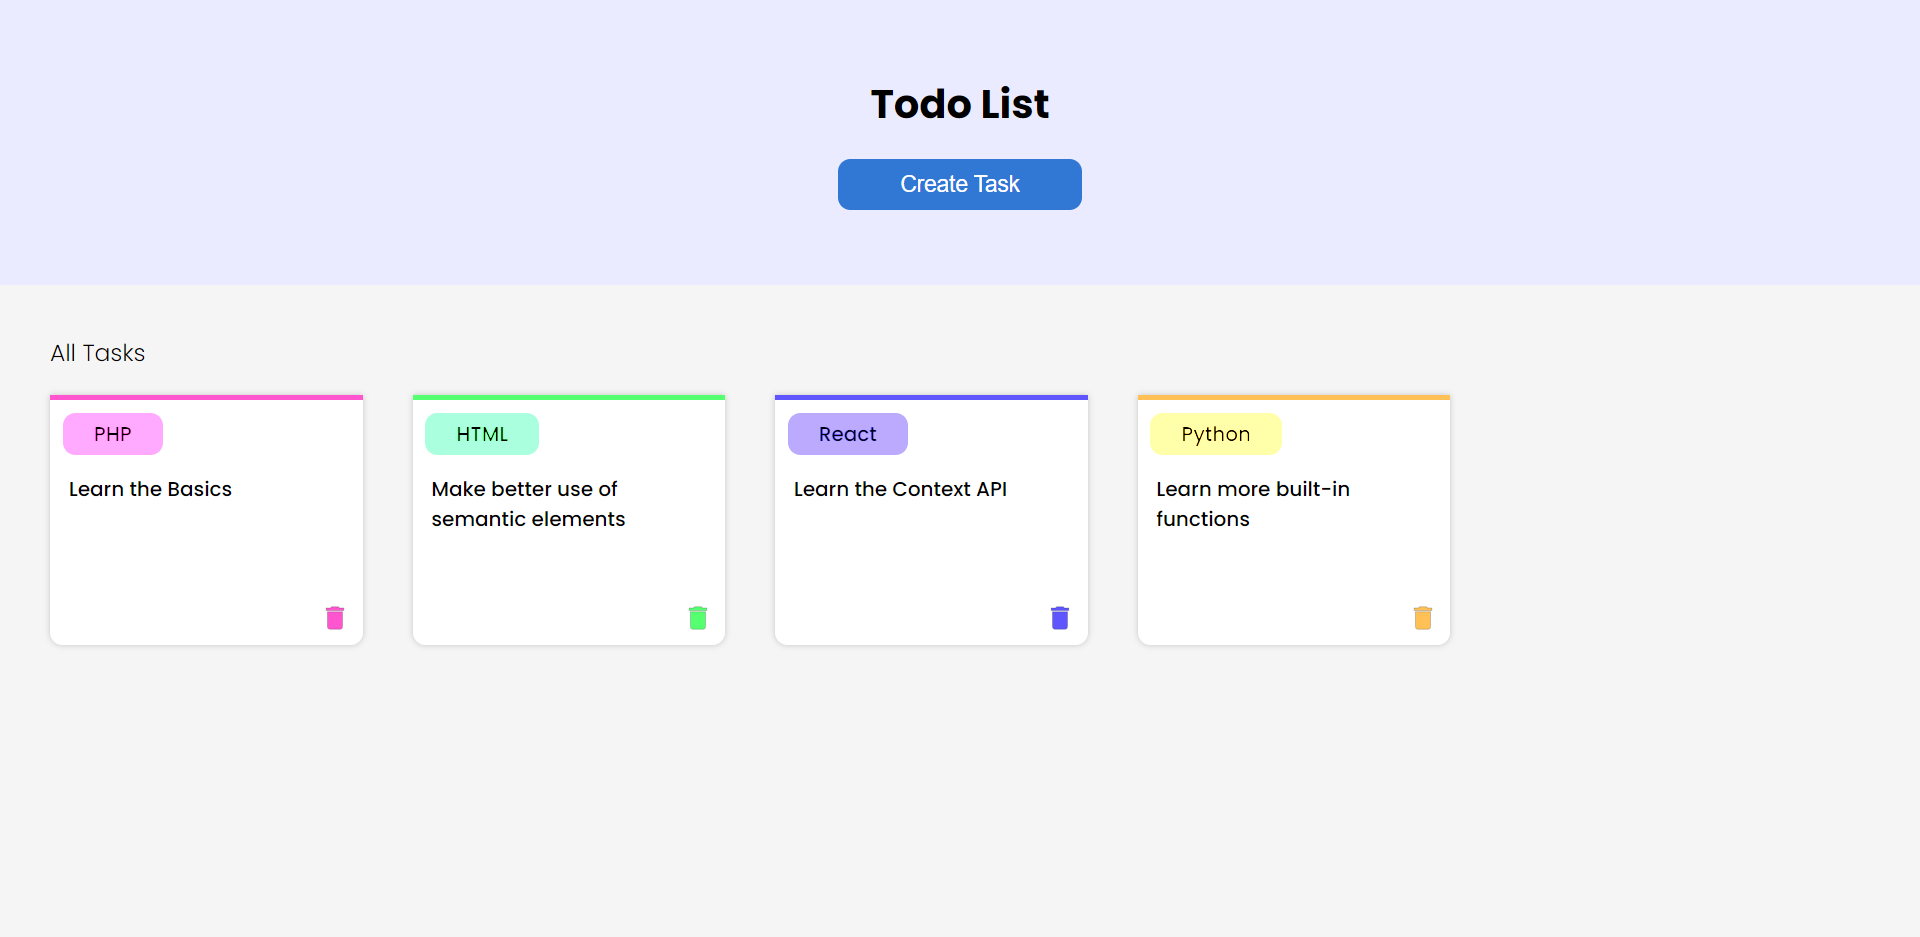 Todo List
Create Task
All Tasks
PHP
Learn the Basics
HTML
Make better use of
semantic elements
React
Learn the Context API
Python
Learn more built-in
functions